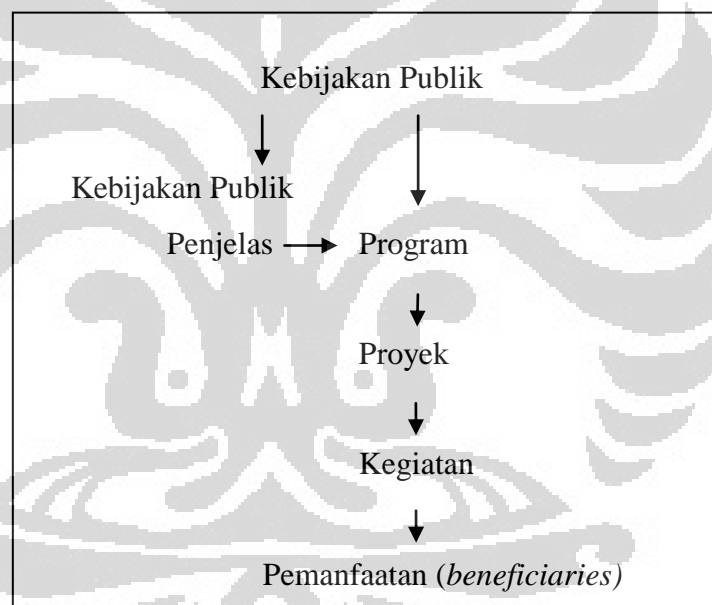 Kebijakan Publik
Kebijakan Publik
Penjelas
Program
Proyek
Kegiatan
Pemanfaatan (beneficiaries)